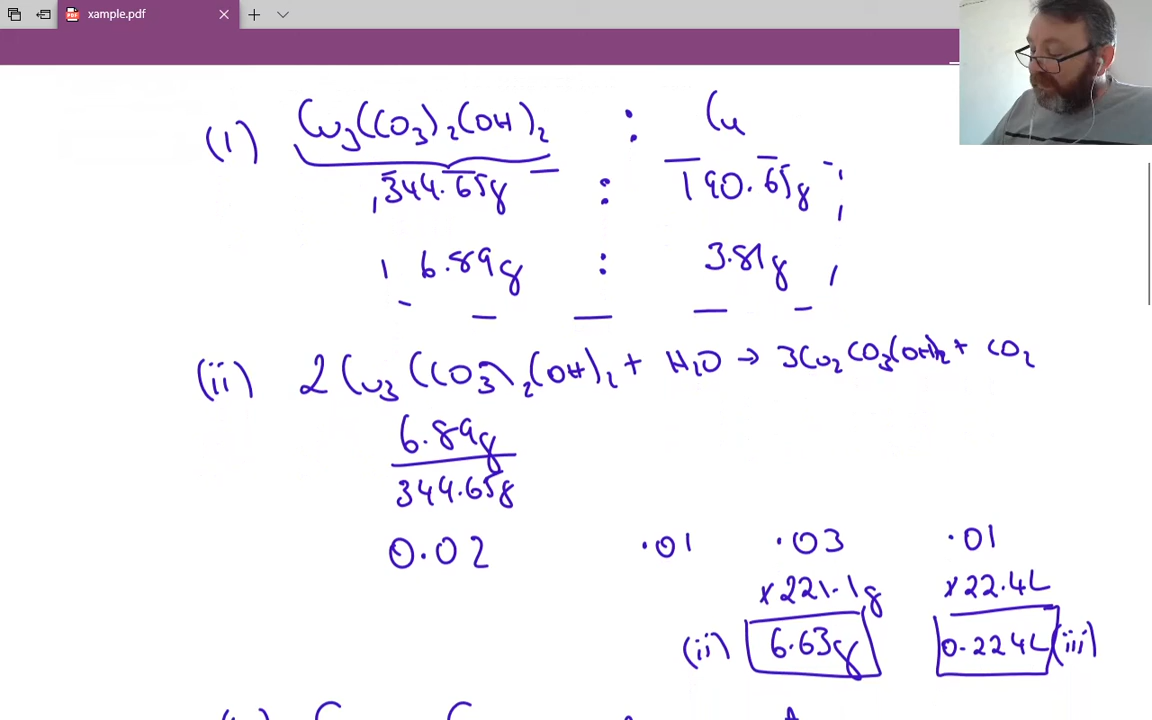 xample.pdf
(i) Cu3(CO3)2(OH)2 : Cu
344.65g : 190.65g
6.89g : 3.81g
(ii) 2Cu3(CO3)2(OH)2 + H2O → 3Cu2CO3(OH)2 + CO2
6.89g
344.65g
0.02 .01 .03 .01
x221.1g x22.4L
(ii) 6.63g 0.224L (iii)